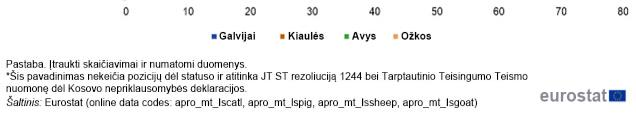 0 10 20 30 40 50 60 70 80
Galvijai Kiaulės Avys Ožkos
Pastaba. Įtraukti skaičiavimai ir numatomi duomenys.
*Šis pavadinimas nekeičia pozicijų dėl statuso ir atitinka JT ST rezoliuciją 1244 bei Tarptautinio Teisingumo Teismo
nuomonę dėl Kosovo nepriklausomybės deklaracijos.
Šaltinis: Eurostat (online data codes: apro_mt_lscatl, apro_mt_lspig, apro_mt_lssheep, apro_mt_lsgoat)
eurostat